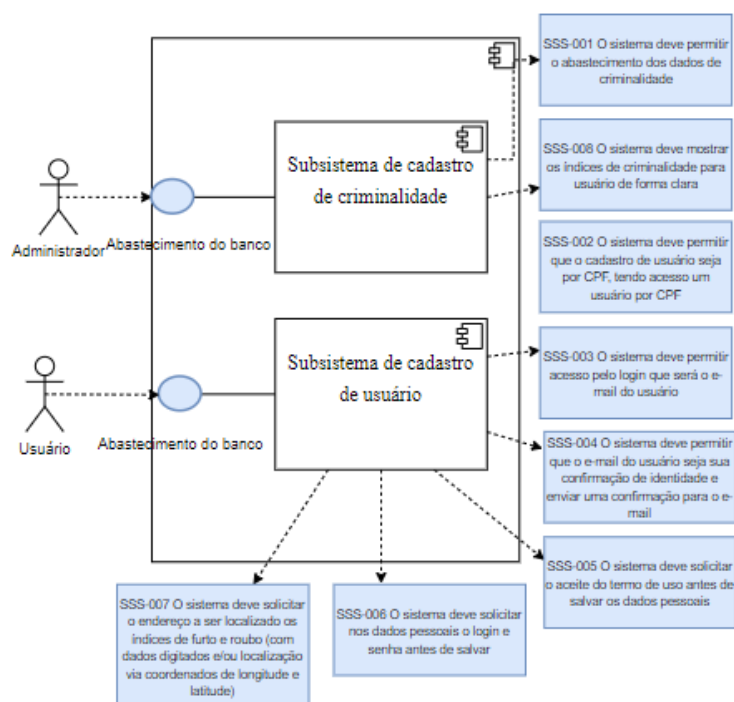 SSS-001 O sistema deve permitir
o abastecimento dos dados de
criminalidade
Subsistema de cadastro
de criminalidade
SSS-008 O sistema deve mostrar
os índices de criminalidade para
usuário de forma clara
Administrador
Abastecimento do banco
SSS-002 O sistema deve permitir
que o cadastro de usuário seja
por CPF, tendo acesso um
usuário por CPF
Subsistema de cadastro
de usuário
SSS-003 O sistema deve permitir
acesso pelo login que será o e-
mail do usuário
Usuário
Abastecimento do banco
SSS-004 O sistema deve permitir
que o e-mail do usuário seja sua
confirmação de identidade e
enviar uma confirmação para o e-
mail
SSS-005 O sistema deve solicitar
o aceite do termo de uso antes de
salvar os dados pessoais
SSS-007 O sistema deve solicitar
o endereço a ser localizado os
índices de furto e roubo (com
dados digitados e/ou localização
via coordenados de longitude e
latitude)
SSS-006 O sistema deve solicitar
nos dados pessoais o login e
senha antes de salvar